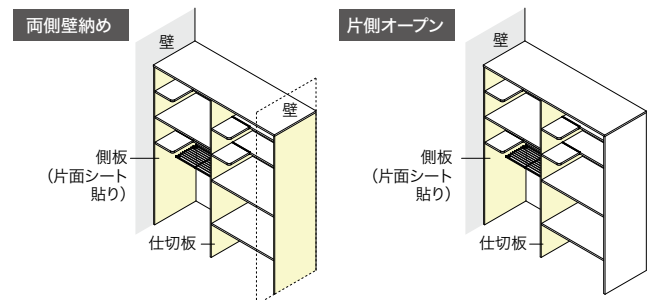 両側壁納め
壁
壁
側板
（片面シート
貼り）
仕切板
片側オープン
壁
側板
（片面シート
貼り）
仕切板